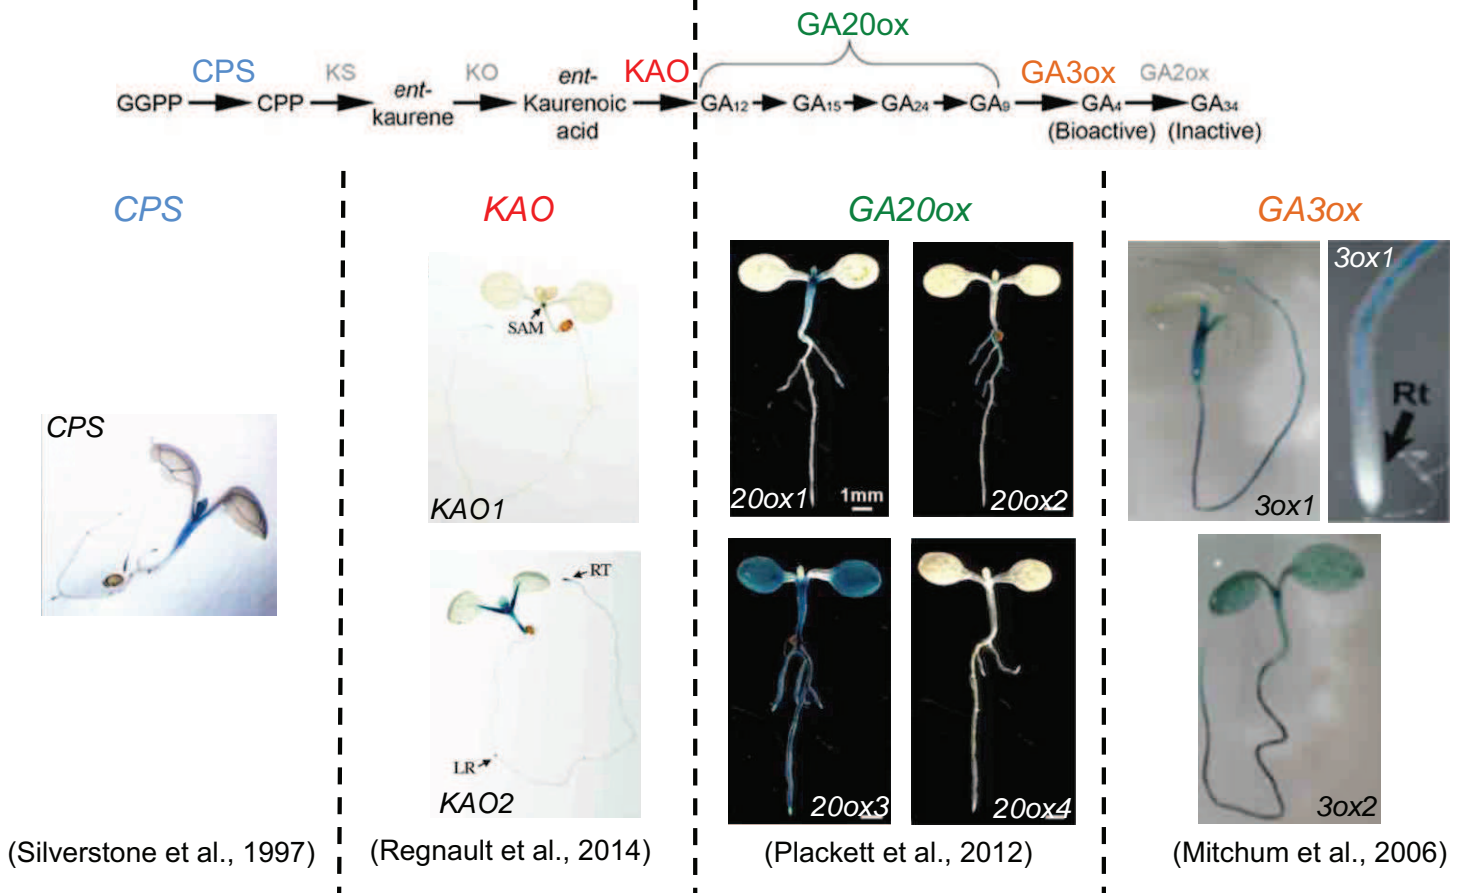 GA20ox
CPS KS KO KAO GA3ox GA2ox
GGPP CPP ent-kaurene ent-Kaurenoic acid GA12 GA15 GA24 GA9 GA4 GA34
(Bioactive) (Inactive)
CPS KAO GA20ox GA3ox
CPS
SAM
KAO1
RT
LR
KAO2
20ox1
1mm
20ox2
20ox3
20ox4
3ox1
3ox1
Rt
3ox2
(Silverstone et al., 1997) (Regnault et al., 2014) (Plackett et al., 2012) (Mitchum et al., 2006)